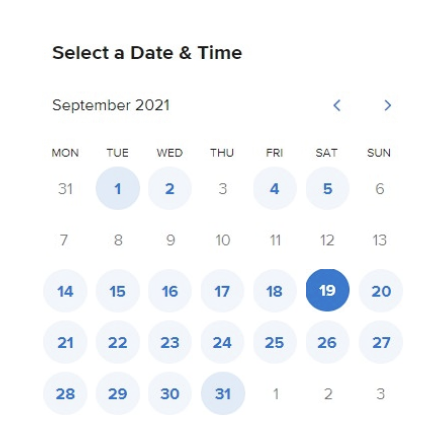 Select a Date & Time
September 2021 < >
MON TUE WED THU FRI SAT SUN
31 1 2 3 4 5 6
7 8 9 10 11 12 13
14 15 16 17 18 19 20
21 22 23 24 25 26 27
28 29 30 31 1 2 3